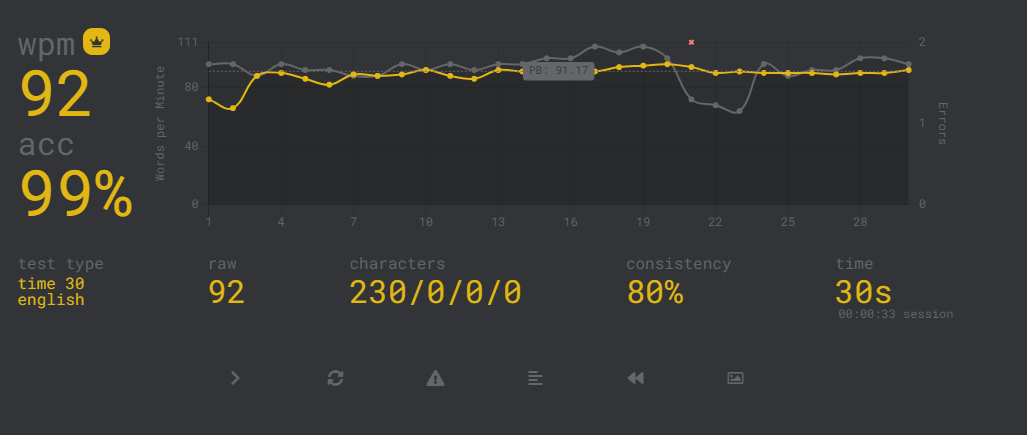 wpm
92
acc
99%
Words per Minute
111
80
40
0
PB: 91.17
2
1
0
Errors
1 4 7 10 13 16 19 22 25 28
test type
time 30
english
raw
92
characters
230/0/0/0
consistency
80%
time
30s
00:00:33 session